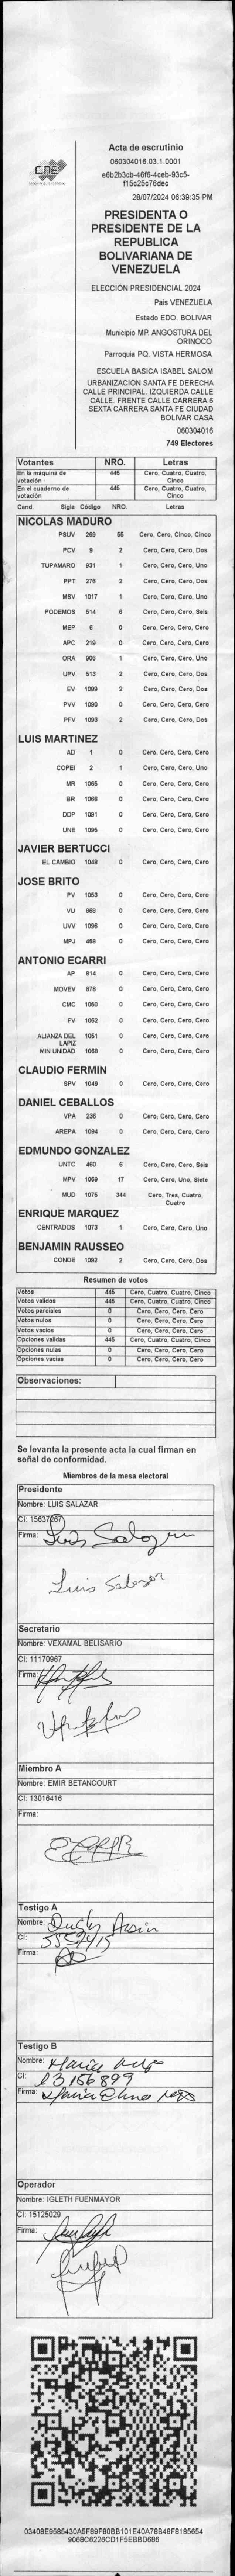 CNE
Acta de escrutinio
060304016.03.1.0001
e6b2b3cb-46f6-4ceb-93c5-
f15c25c76dec
28/07/2024 06:39:35 PM
PRESIDENTA O
PRESIDENTE DE LA
REPUBLICA
BOLIVARIANA DE
VENEZUELA
ELECCIÓN PRESIDENCIAL 2024
Pais VENEZUELA
Estado EDO. BOLIVAR
Municipio MP. ANGOSTURA DEL
ORINOCO
Parroquia PQ. VISTA HERMOSA
ESCUELA BASICA ISABEL SALOM
URBANIZACION SANTA FE DERECHA
CALLE PRINCIPAL. IZQUIERDA CALLE
CALLE. FRENTE CALLE CARRERA 6
SEXTA CARRERA SANTA FE CIUDAD
BOLIVAR CASA
060304016
749 Electores
Votantes NRO. Letras
En la máquina de votación 445 Cero, Cuatro, Cuatro, Cinco
En el cuaderno de votación 445 Cero, Cuatro, Cuatro, Cinco
Cand. Sigla Código NRO. Letras
NICOLAS MADURO
PSUV 269 55 Cero, Cero, Cinco, Cinco
PCV 9 2 Cero, Cero, Cero, Dos
TUPAMARO 931 1 Cero, Cero, Cero, Uno
PPT 276 2 Cero, Cero, Cero, Dos
MSV 1017 1 Cero, Cero, Cero, Uno
PODEMOS 514 6 Cero, Cero, Cero, Seis
MEP 6 0 Cero, Cero, Cero, Cero
APC 219 0 Cero, Cero, Cero, Cero
ORA 906 1 Cero, Cero, Cero, Uno
UPV 513 2 Cero, Cero, Cero, Dos
EV 1089 2 Cero, Cero, Cero, Dos
PVV 1090 0 Cero, Cero, Cero, Cero
PFV 1093 2 Cero, Cero, Cero, Dos
LUIS MARTINEZ
AD 1 0 Cero, Cero, Cero, Cero
COPEI 2 1 Cero, Cero, Cero, Uno
MR 1065 0 Cero, Cero, Cero, Cero
BR 1066 0 Cero, Cero, Cero, Cero
DDP 1091 0 Cero, Cero, Cero, Cero
UNE 1095 0 Cero, Cero, Cero, Cero
JAVIER BERTUCCI
EL CAMBIO 1048 0 Cero, Cero, Cero, Cero
JOSE BRITO
PV 1053 0 Cero, Cero, Cero, Cero
VU 868 0 Cero, Cero, Cero, Cero
UVV 1096 0 Cero, Cero, Cero, Cero
MPJ 458 0 Cero, Cero, Cero, Cero
ANTONIO ECARRI
AP 814 0 Cero, Cero, Cero, Cero
MOVEV 878 0 Cero, Cero, Cero, Cero
CMC 1050 0 Cero, Cero, Cero, Cero
FV 1062 0 Cero, Cero, Cero, Cero
ALIANZA DEL LAPIZ 1051 0 Cero, Cero, Cero, Cero
MIN UNIDAD 1088 0 Cero, Cero, Cero, Cero
CLAUDIO FERMIN
SPV 1049 0 Cero, Cero, Cero, Cero
DANIEL CEBALLOS
VPA 236 0 Cero, Cero, Cero, Cero
AREPA 1094 0 Cero, Cero, Cero, Cero
EDMUNDO GONZALEZ
UNTC 460 6 Cero, Cero, Cero, Seis
MPV 1069 17 Cero, Cero, Uno, Siete
MUD 1076 344 Cero, Tres, Cuatro, Cuatro
ENRIQUE MARQUEZ
CENTRADOS 1073 1 Cero, Cero, Cero, Uno
BENJAMIN RAUSSEO
CONDE 1092 2 Cero, Cero, Cero, Dos
Resumen de votos
Votos 445 Cero, Cuatro, Cuatro, Cinco
Votos validos 445 Cero, Cuatro, Cuatro, Cinco
Votos parciales 0 Cero, Cero, Cero, Cero
Votos nulos 0 Cero, Cero, Cero, Cero
Votos vacios 0 Cero, Cero, Cero, Cero
Opciones validas 445 Cero, Cuatro, Cuatro, Cinco
Opciones nulas 0 Cero, Cero, Cero, Cero
Opciones vacias 0 Cero, Cero, Cero, Cero
Observaciones:
Se levanta la presente acta la cual firman en
señal de conformidad.
Miembros de la mesa electoral
Presidente
Nombre: LUIS SALAZAR
CI: 15637267
Firma: Luis Salazar
Luis Salazar
Secretario
Nombre: VEXAMAL BELISARIO
CI: 11170967
Firma:
Miembro A
Nombre: EMIR BETANCOURT
CI: 13016416
Firma:
Testigo A
Nombre:
CI:
Firma:
Testigo B
Nombre: Maria
CI: 13156899
Firma: Maria
Operador
Nombre: IGLETH FUENMAYOR
CI: 15125029
Firma:
03408E9585430A5F89F80BB101E40A78B48F8185654
9068C6226CD1F5EBBD686